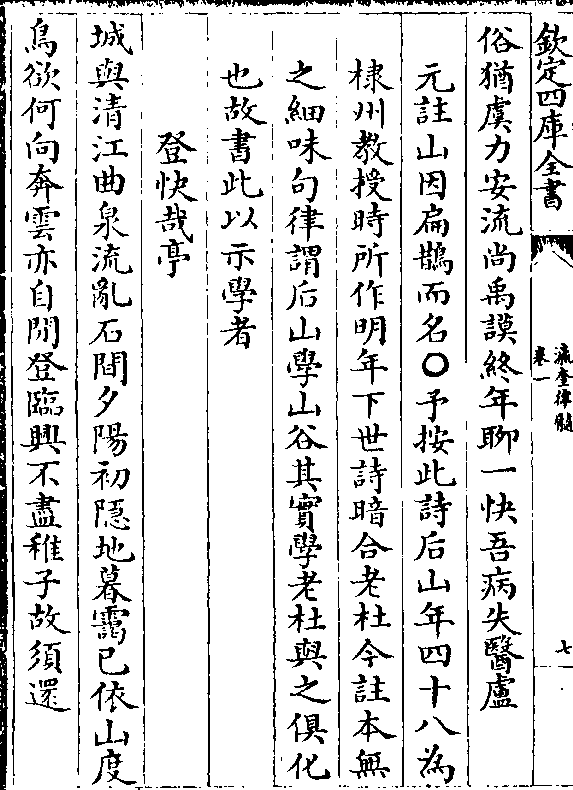 欽定四庫全書
瀛奎律髓
卷一
七
俗猶虞力安流尚禹謨終年聊一快吾病失醫盧
元註山因扁鵲而名〇予按此詩后山年四十八為
棣州教授時所作明年下世詩暗合老杜今註本無
之細味句律謂后山學山谷其實學老杜與之俱化
也故書此以示學者
登快哉亭
城與清江曲泉流亂石間夕陽初隠地暮靄已依山度
鳥欲何向奔雲亦自閒登臨興不盡稚子故須還